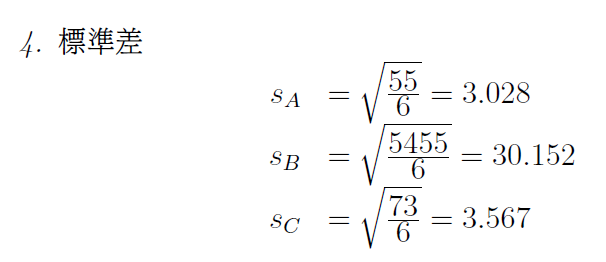 4. 標準差
s_A = √(55/6) = 3.028
s_B = √(5455/6) = 30.152
s_C = √(73/6) = 3.567